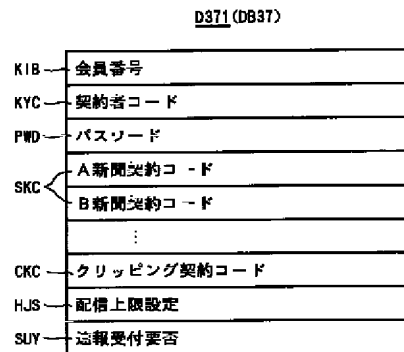 D371(DB37)
KIB 会員番号
KYC 契約者コード
PWD パスワード
SKC A新聞契約コード
B新聞契約コード
⋮
CKC クリッピング契約コード
HJS 配信上限設定
SUY 速報受付要否